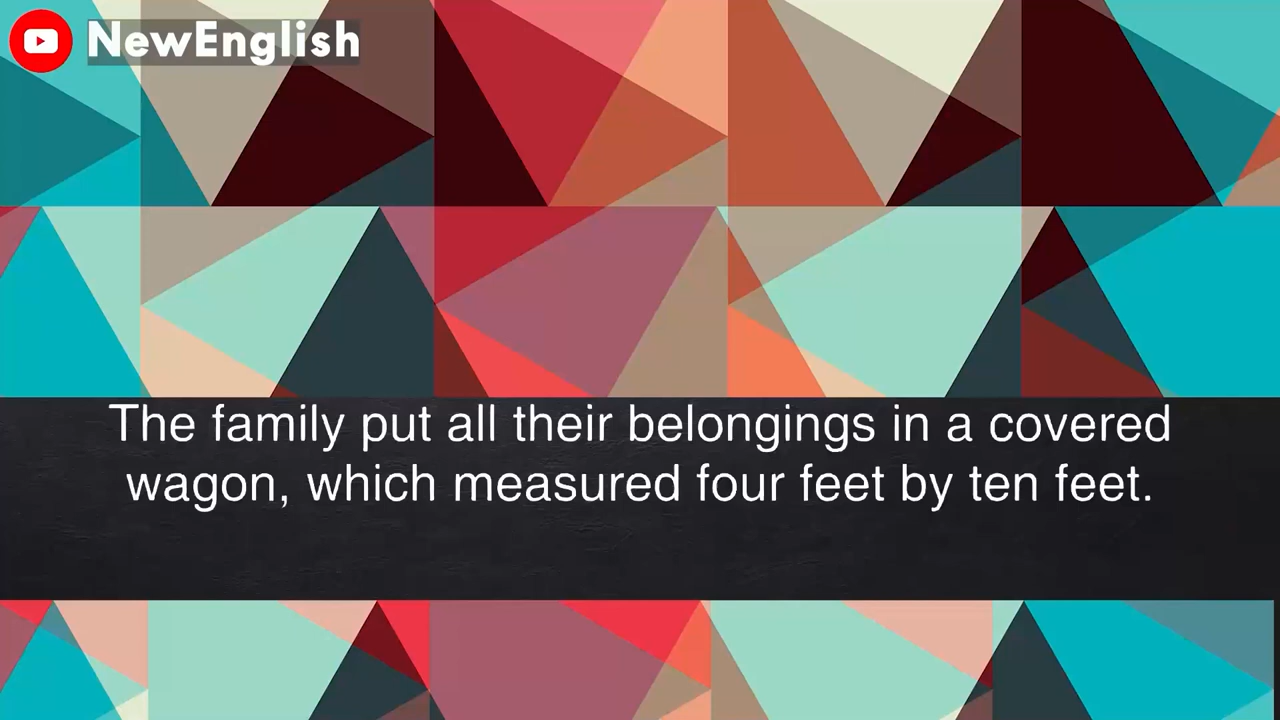 NewEnglish
The family put all their belongings in a covered
wagon, which measured four feet by ten feet.